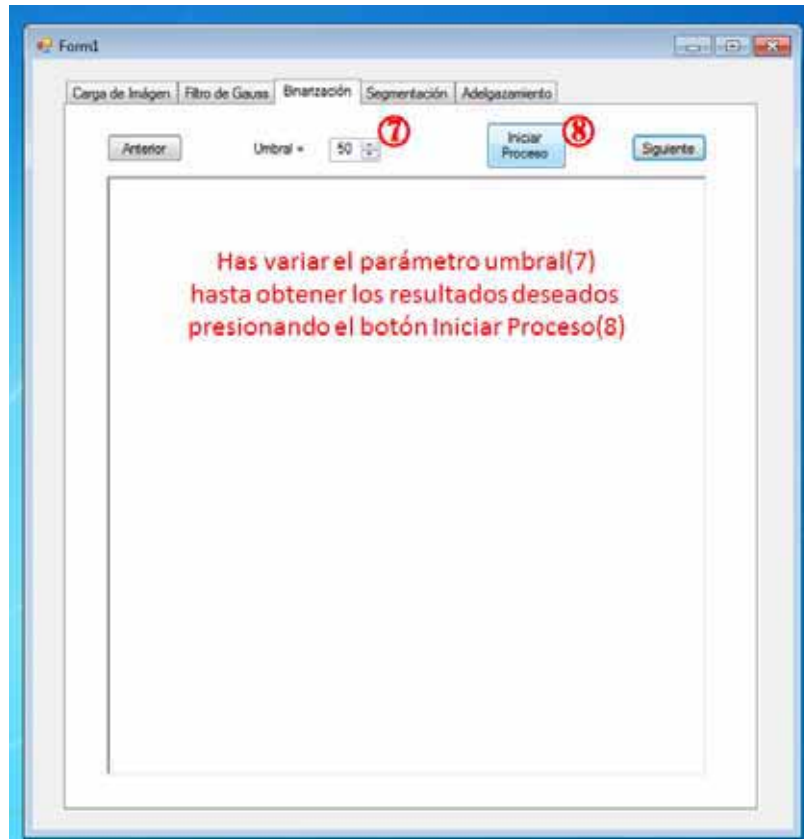 Form1
Carga de Imágen Filtro de Gauss Binarización Segmentación Adelgazamiento
Anterior Umbral = 50 ⑦ Iniciar Proceso ⑧ Siguiente
Has variar el parámetro umbral(7)
hasta obtener los resultados deseados
presionando el botón Iniciar Proceso(8)